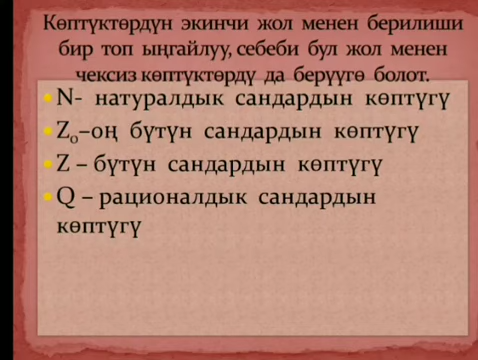 Көптүктөрдүн экинчи жол менен берилиши
бир топ ыңгайлуу, себеби бул жол менен
чексиз көптүктөрдү да берүүгө болот.
N- натуралдык сандардын көптүгү
Z₀–оң бүтүн сандардын көптүгү
Z – бүтүн сандардын көптүгү
Q – рационалдык сандардын
көптүгү